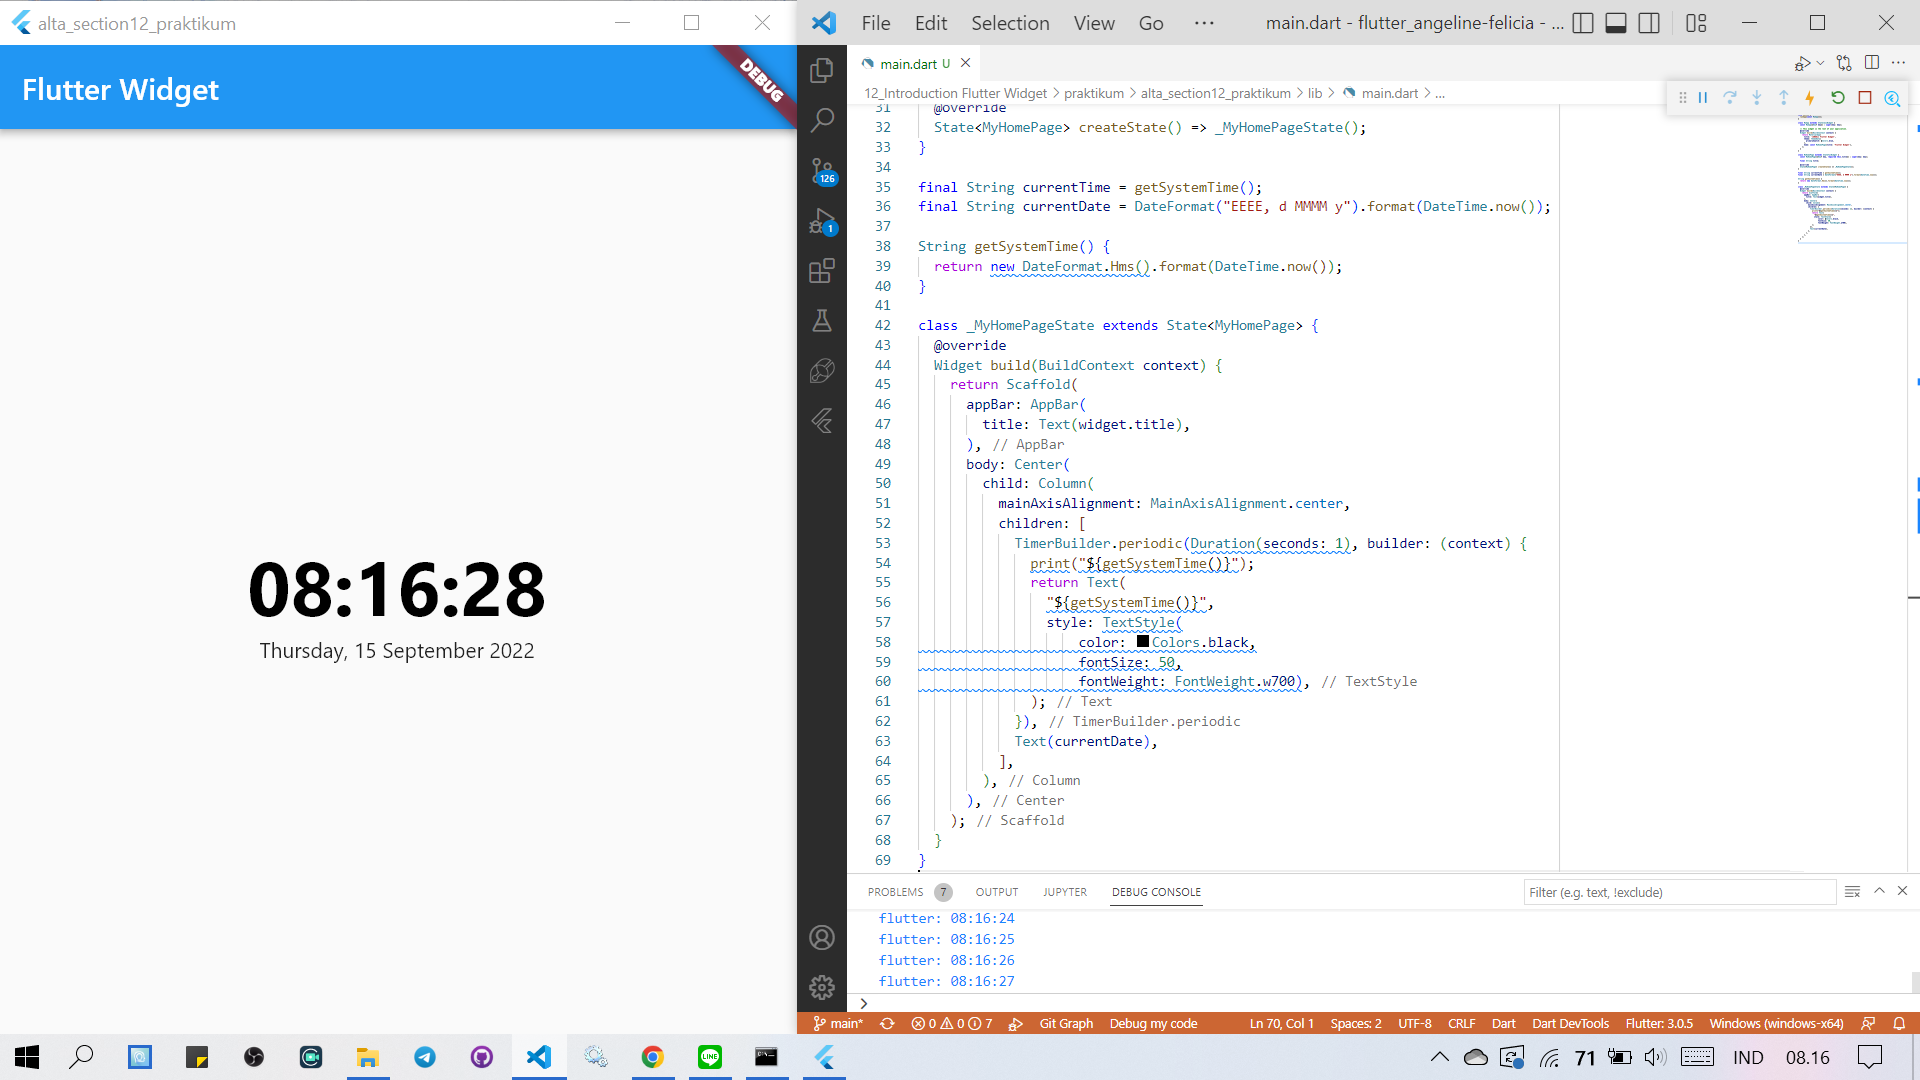 alta_section12_praktikum
Flutter Widget
DEBUG
08:16:28
Thursday, 15 September 2022
File Edit Selection View Go ··· main.dart - flutter_angeline-felicia - ...
main.dart U
12_Introduction Flutter Widget > praktikum > alta_section12_praktikum > lib > main.dart > ...
126
1
31 @override
32 State<MyHomePage> createState() => _MyHomePageState();
33 }
34
35 final String currentTime = getSystemTime();
36 final String currentDate = DateFormat("EEEE, d MMMM y").format(DateTime.now());
37
38 String getSystemTime() {
39 return new DateFormat.Hms().format(DateTime.now());
40 }
41
42 class _MyHomePageState extends State<MyHomePage> {
43 @override
44 Widget build(BuildContext context) {
45 return Scaffold(
46 appBar: AppBar(
47 title: Text(widget.title),
48 ), // AppBar
49 body: Center(
50 child: Column(
51 mainAxisAlignment: MainAxisAlignment.center,
52 children: [
53 TimerBuilder.periodic(Duration(seconds: 1), builder: (context) {
54 print("${getSystemTime()}");
55 return Text(
56 "${getSystemTime()}",
57 style: TextStyle(
58 color: Colors.black,
59 fontSize: 50,
60 fontWeight: FontWeight.w700), // TextStyle
61 ); // Text
62 }), // TimerBuilder.periodic
63 Text(currentDate),
64 ],
65 ), // Column
66 ), // Center
67 ); // Scaffold
68 }
69 }
PROBLEMS 7 OUTPUT JUPYTER DEBUG CONSOLE Filter (e.g. text, !exclude)
flutter: 08:16:24
flutter: 08:16:25
flutter: 08:16:26
flutter: 08:16:27
>
main* 0 0 7 Git Graph Debug my code Ln 70, Col 1 Spaces: 2 UTF-8 CRLF Dart Dart DevTools Flutter: 3.0.5 Windows (windows-x64)
LINE 71 IND 08.16